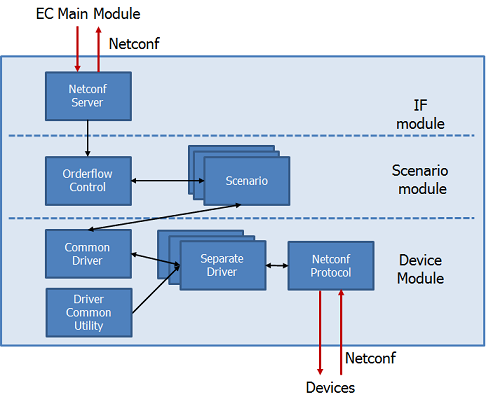 EC Main Module
Netconf
Netconf
Server
IF
module
Orderflow
Control
Scenario
Scenario
module
Common
Driver
Separate
Driver
Netconf
Protocol
Device
Module
Driver
Common
Utility
Netconf
Devices